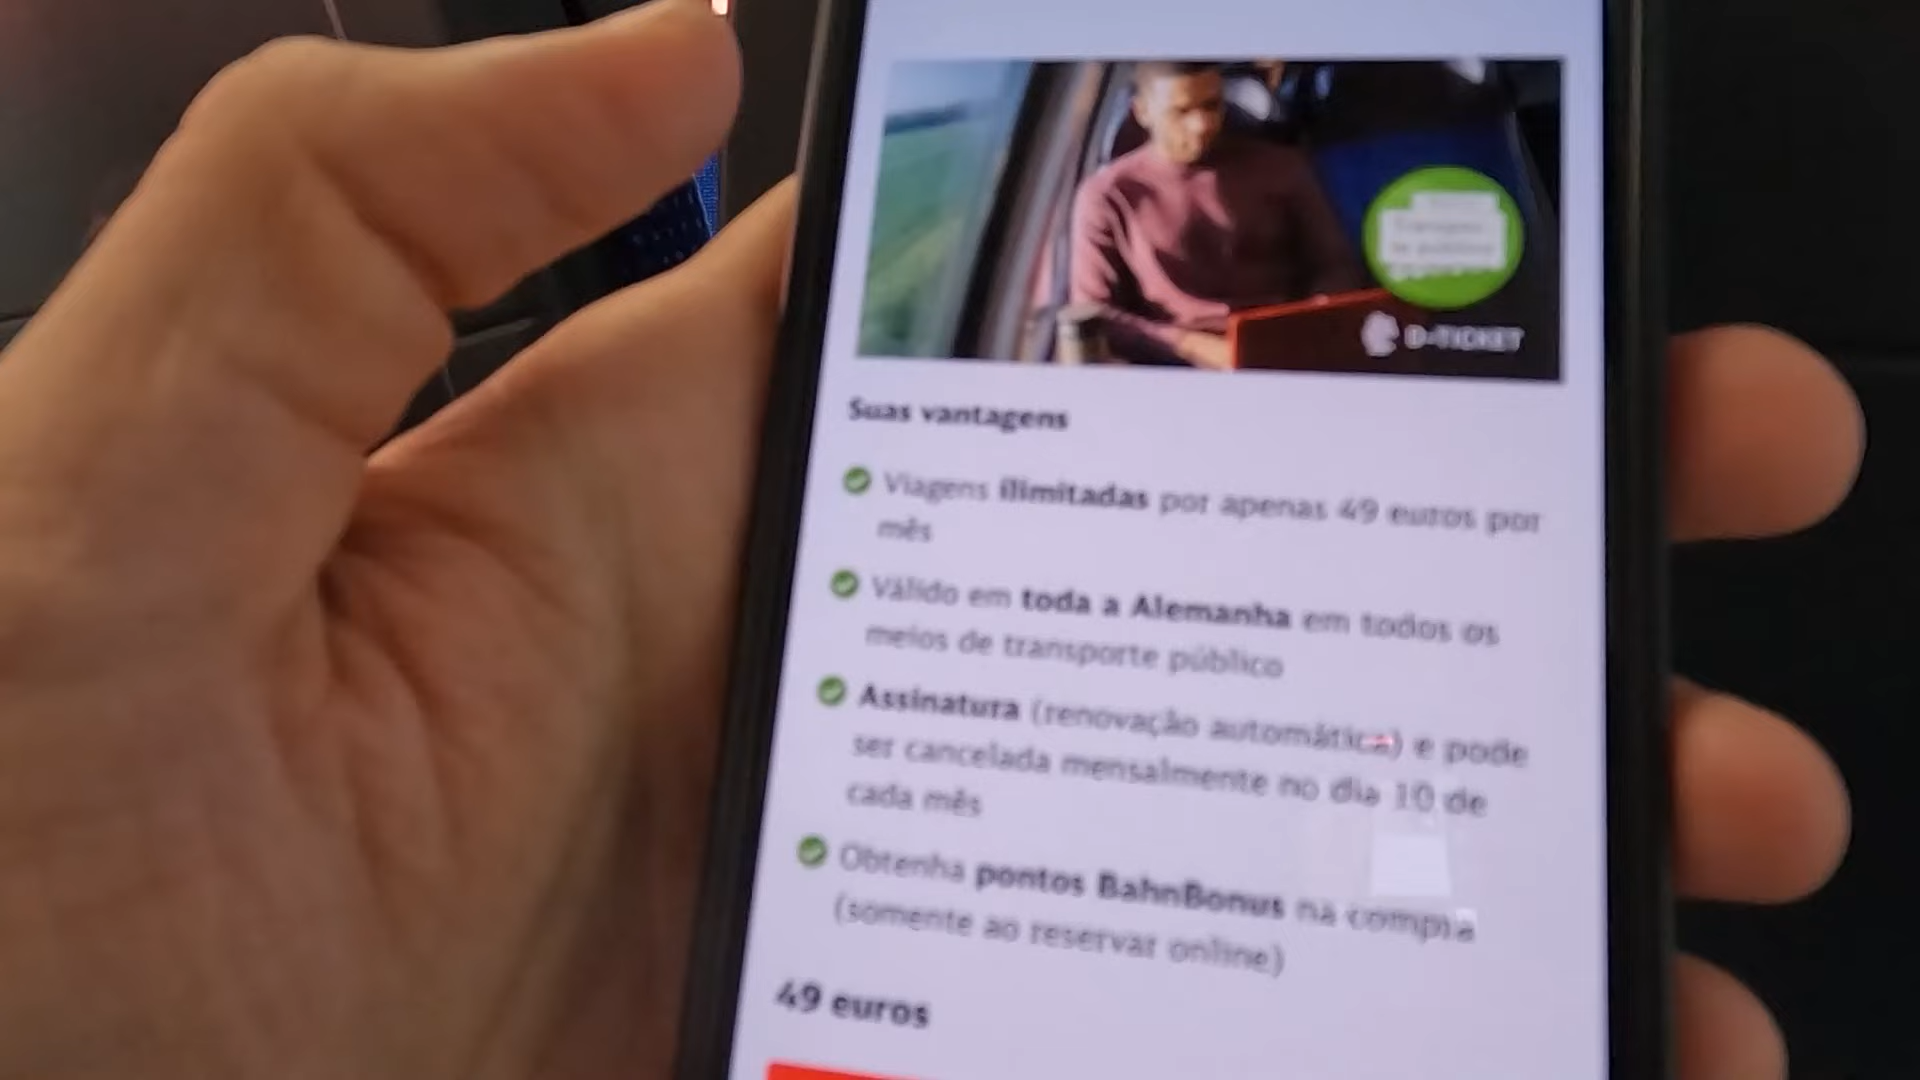 D-TICKET
Suas vantagens
Viagens ilimitadas por apenas 49 euros por
mês
Válido em toda a Alemanha em todos os
meios de transporte público
Assinatura (renovação automática) e pode
ser cancelada mensalmente no dia 10 de
cada mês
Obtenha pontos BahnBonus na compra
(somente ao reservar online)
49 euros